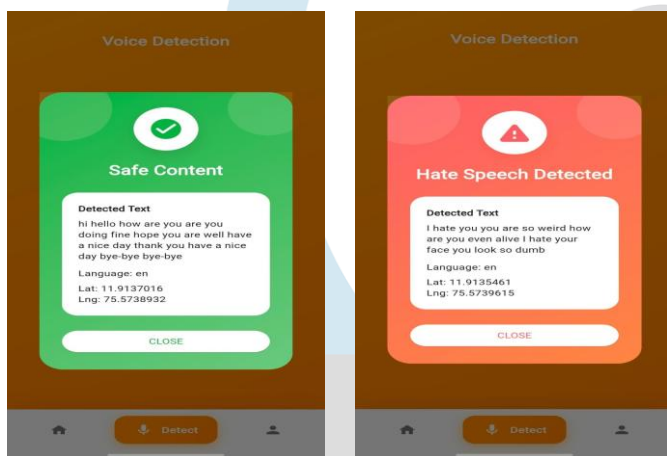 Voice Detection
Safe Content
Detected Text
hi hello how are you are you
doing fine hope you are well have
a nice day thank you have a nice
day bye-bye bye-bye
Language: en
Lat: 11.9137016
Lng: 75.5738932
CLOSE
Detect
Voice Detection
Hate Speech Detected
Detected Text
I hate you you are so weird how
are you even alive I hate your
face you look so dumb
Language: en
Lat: 11.9135461
Lng: 75.5739615
CLOSE
Detect